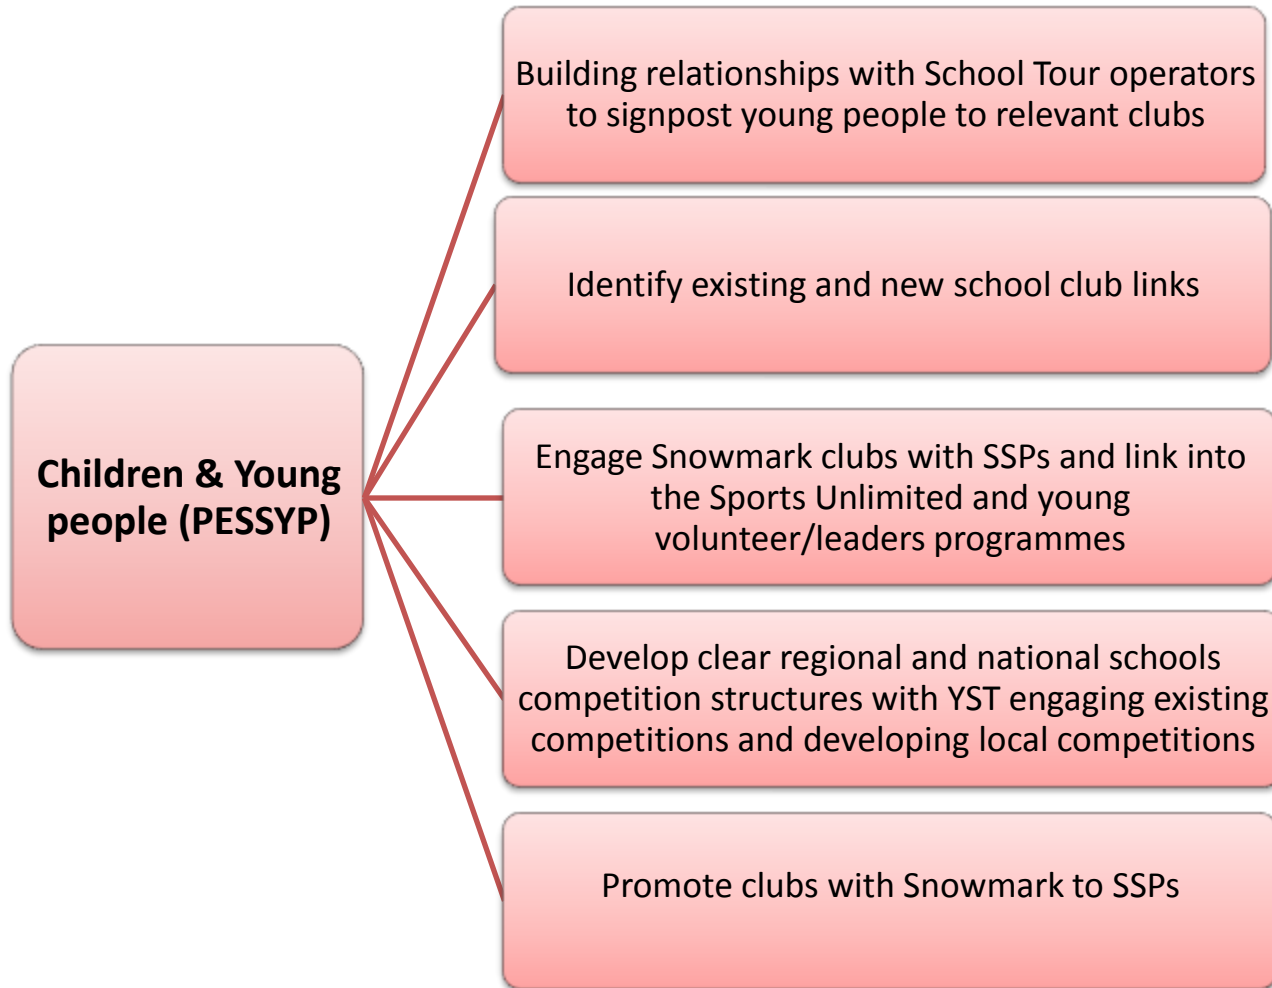 Building relationships with School Tour operators
to signpost young people to relevant clubs
Identify existing and new school club links
Children & Young
people (PESSYP)
Engage Snowmark clubs with SSPs and link into
the Sports Unlimited and young
volunteer/leaders programmes
Develop clear regional and national schools
competition structures with YST engaging existing
competitions and developing local competitions
Promote clubs with Snowmark to SSPs